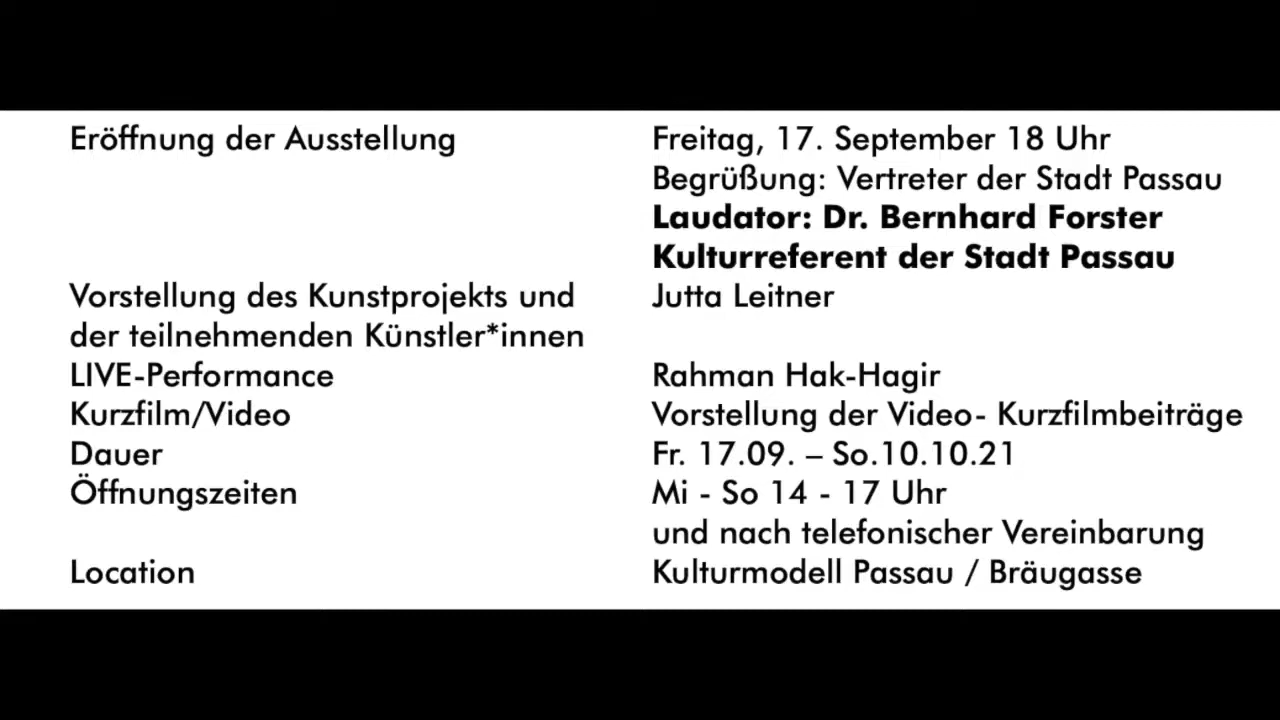 Eröffnung der Ausstellung Freitag, 17. September 18 Uhr
Begrüßung: Vertreter der Stadt Passau
Laudator: Dr. Bernhard Forster
Kulturreferent der Stadt Passau
Vorstellung des Kunstprojekts und Jutta Leitner
der teilnehmenden Künstler*innen
LIVE-Performance Rahman Hak-Hagir
Kurzfilm/Video Vorstellung der Video- Kurzfilmbeiträge
Dauer Fr. 17.09. – So.10.10.21
Öffnungszeiten Mi - So 14 - 17 Uhr
und nach telefonischer Vereinbarung
Location Kulturmodell Passau / Bräugasse